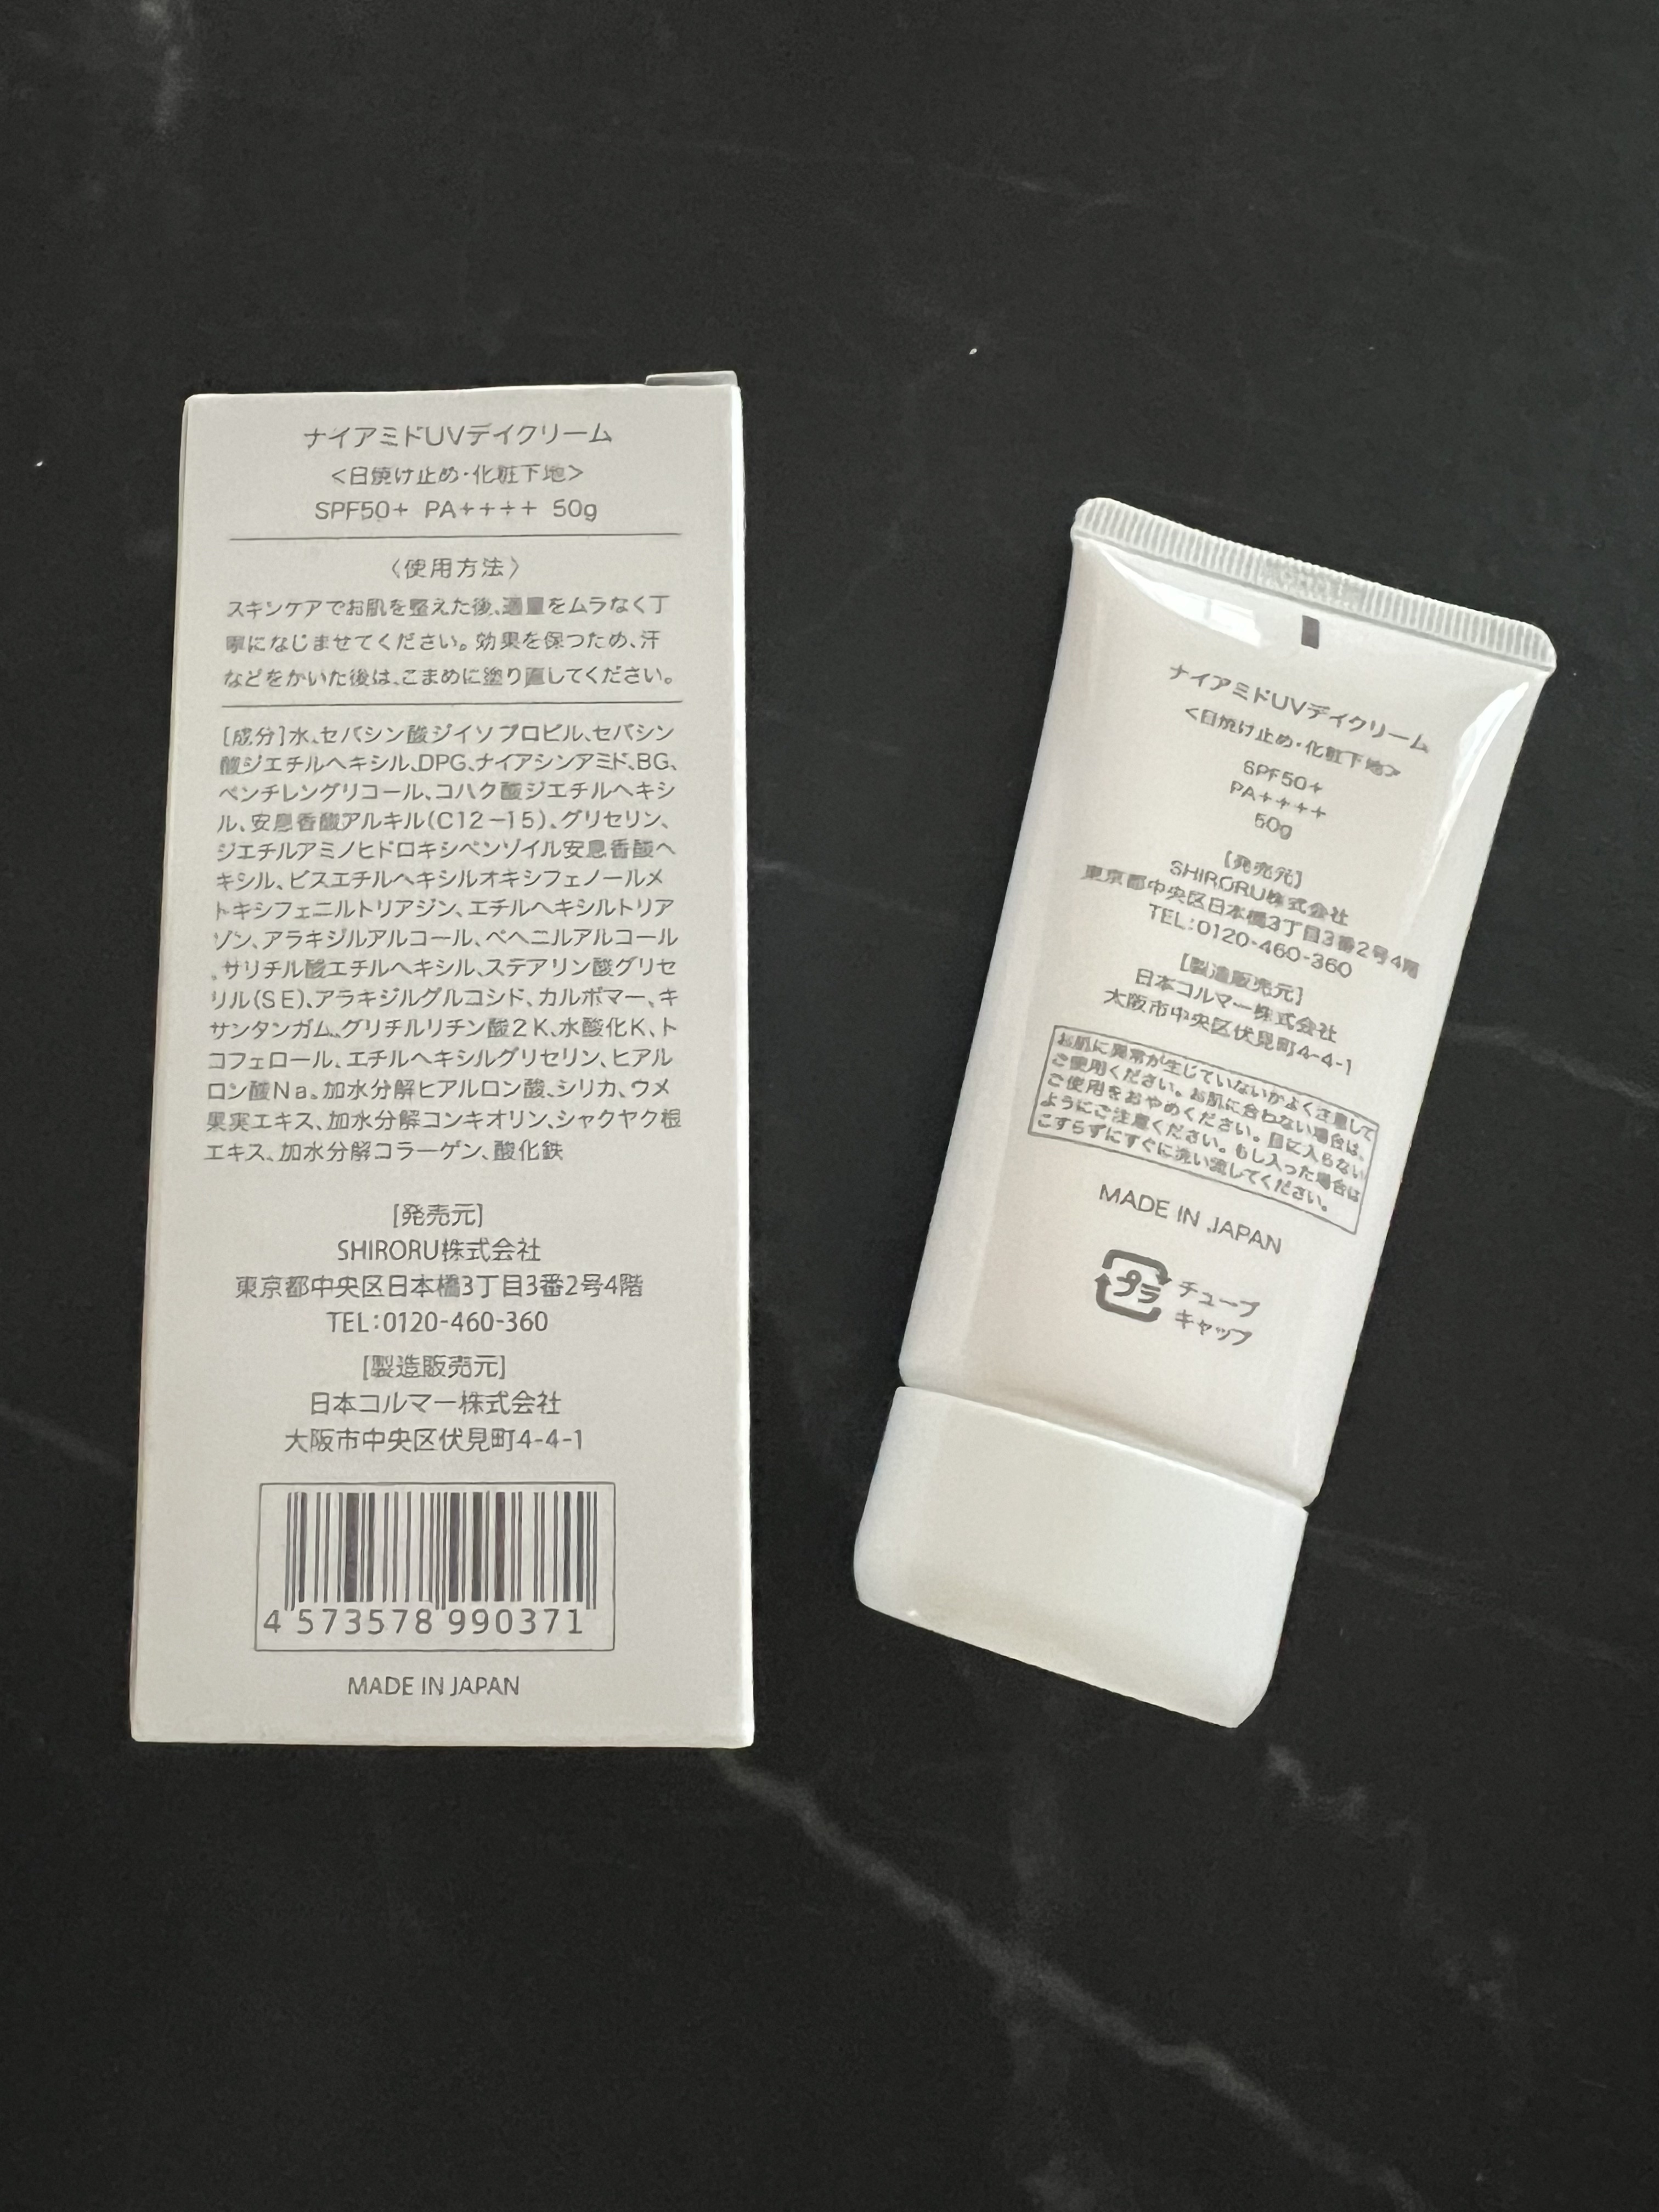 ナイアミドUVデイクリーム
<日焼け止め・化粧下地>
SPF50+ PA++++ 50g
〈使用方法〉
スキンケアでお肌を整えた後、適量をムラなく丁
寧になじませてください。効果を保つため、汗
などをかいた後は、こまめに塗り直してください。
[成分]水、セバシン酸ジイソプロピル、セバシン
酸ジエチルヘキシル、DPG、ナイアシンアミド、BG、
ペンチレングリコール、コハク酸ジエチルヘキシ
ル、安息香酸アルキル(C12-15)、グリセリン、
ジエチルアミノヒドロキシベンゾイル安息香酸ヘ
キシル、ビスエチルヘキシルオキシフェノールメ
トキシフェニルトリアジン、エチルヘキシルトリア
ゾン、アラキジルアルコール、ベヘニルアルコール
、サリチル酸エチルヘキシル、ステアリン酸グリセ
リル(SE)、アラキジルグルコシド、カルボマー、キ
サンタンガム、グリチルリチン酸2K、水酸化K、ト
コフェロール、エチルヘキシルグリセリン、ヒアル
ロン酸Na、加水分解ヒアルロン酸、シリカ、ウメ
果実エキス、加水分解コンキオリン、シャクヤク根
エキス、加水分解コラーゲン、酸化鉄
[発売元]
SHIRORU株式会社
東京都中央区日本橋3丁目3番2号4階
TEL:0120-460-360
[製造販売元]
日本コルマー株式会社
大阪市中央区伏見町4-4-1
4 573578 990371
MADE IN JAPAN
ナイアミドUVデイクリーム
<日焼け止め・化粧下地>
SPF50+
PA++++
50g
[発売元]
SHIRORU株式会社
東京都中央区日本橋3丁目3番2号4階
TEL:0120-460-360
[製造販売元]
日本コルマー株式会社
大阪市中央区伏見町4-4-1
お肌に異常が生じていないかよく注意して
ご使用ください。お肌に合わない場合は、
ご使用をおやめください。目に入らない
ようにご注意ください。もし入った場合は
こすらずにすぐに洗い流してください。
MADE IN JAPAN
プラ チューブ
キャップ